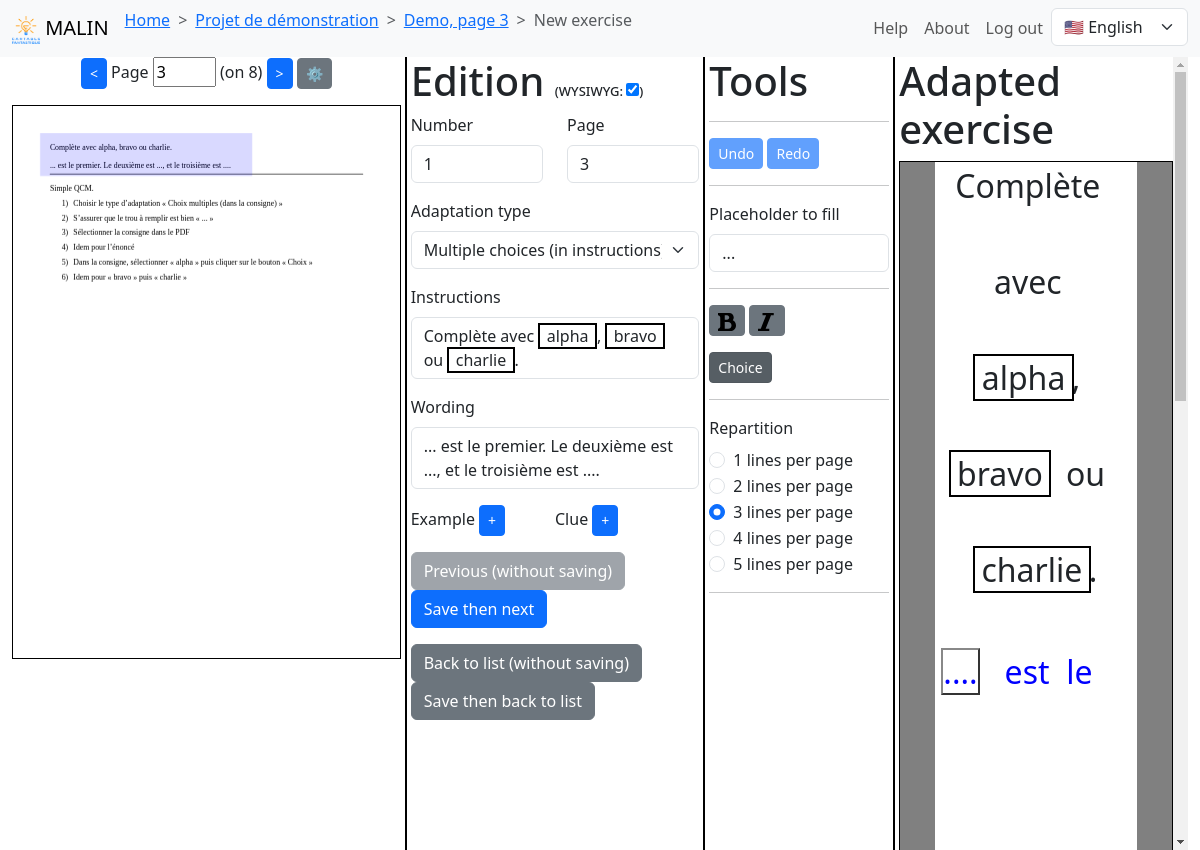 MALIN
Home > Projet de démonstration > Demo, page 3 > New exercise
Help About Log out 🇺🇸 English
< Page 3 (on 8) > ⚙️
Complète avec alpha, bravo ou charlie.
... est le premier. Le deuxième est ..., et le troisième est ....
Simple QCM.
1) Choisir le type d'adaptation « Choix multiples (dans la consigne) »
2) S'assurer que le trou à remplir est bien « ... »
3) Sélectionner la consigne dans le PDF
4) Idem pour l'énoncé
5) Dans la consigne, sélectionner « alpha » puis cliquer sur le bouton « Choix »
6) Idem pour « bravo » puis « charlie »
Edition (WYSIWYG: )
Number Page
1 3
Adaptation type
Multiple choices (in instructions
Instructions
Complète avec alpha, bravo
ou charlie.
Wording
... est le premier. Le deuxième est
..., et le troisième est ....
Example + Clue +
Previous (without saving)
Save then next
Back to list (without saving)
Save then back to list
Tools
Undo Redo
Placeholder to fill
...
B I
Choice
Repartition
1 lines per page
2 lines per page
3 lines per page
4 lines per page
5 lines per page
Adapted
exercise
Complète
avec
alpha,
bravo ou
charlie.
.... est le